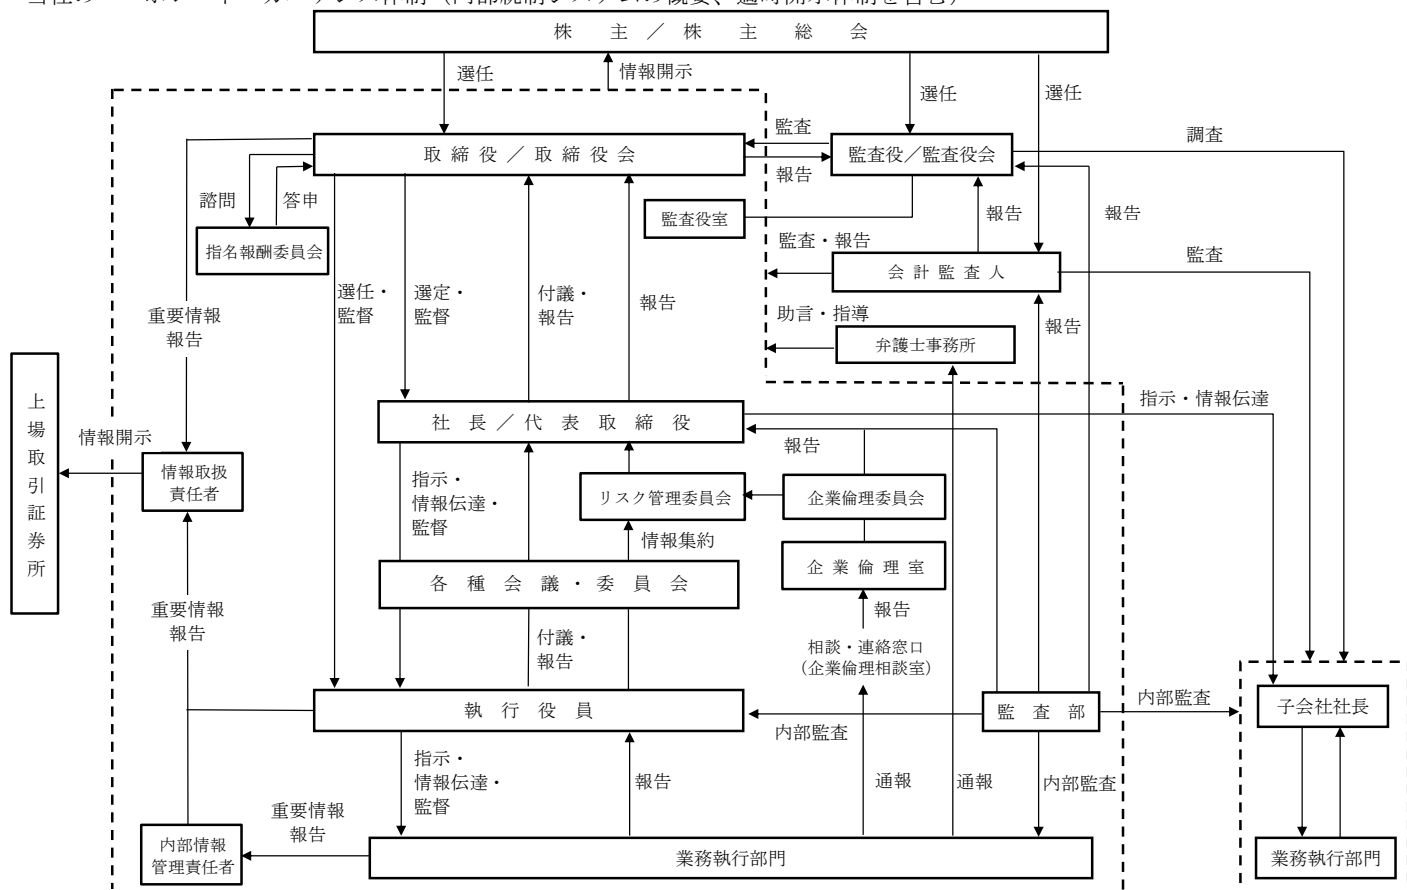 株主／株主総会
選任
情報開示
選任
選任
取締役／取締役会
監査
報告
監査役／監査役会
調査
諮問
答申
監査役室
報告
報告
指名報酬委員会
監査・報告
会計監査人
監査
選任・
監督
選定・
監督
付議・
報告
報告
重要情報
報告
助言・指導
報告
弁護士事務所
上場取引証券所
情報開示
社長／代表取締役
指示・情報伝達
報告
情報取扱
責任者
指示・
情報伝達・
監督
リスク管理委員会
企業倫理委員会
情報集約
企業倫理室
各種会議・委員会
重要情報
報告
報告
付議・
報告
相談・連絡窓口
(企業倫理相談室)
執行役員
監査部
内部監査
子会社社長
内部監査
指示・
情報伝達・
監督
報告
通報
通報
内部監査
重要情報
報告
内部情報
管理責任者
業務執行部門
業務執行部門